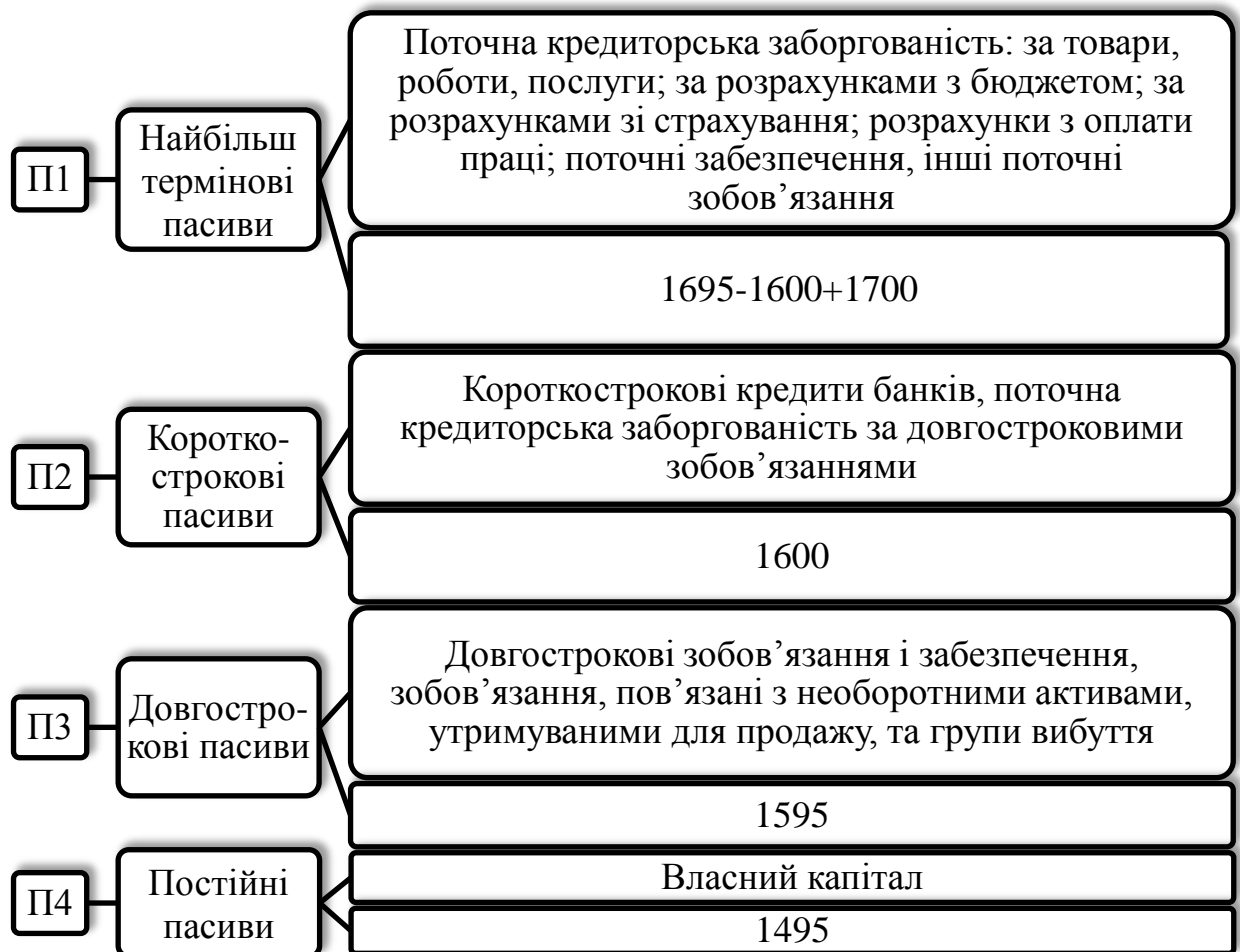 П1
Найбільш
термінові
пасиви
Поточна кредиторська заборгованість: за товари,
роботи, послуги; за розрахунками з бюджетом; за
розрахунками зі страхування; розрахунки з оплати
праці; поточні забезпечення, інші поточні
зобов’язання
1695-1600+1700
П2
Коротко-
строкові
пасиви
Короткострокові кредити банків, поточна
кредиторська заборгованість за довгостроковими
зобов’язаннями
1600
П3
Довгостро-
кові пасиви
Довгострокові зобов’язання і забезпечення,
зобов’язання, пов’язані з необоротними активами,
утримуваними для продажу, та групи вибуття
1595
П4
Постійні
пасиви
Власний капітал
1495